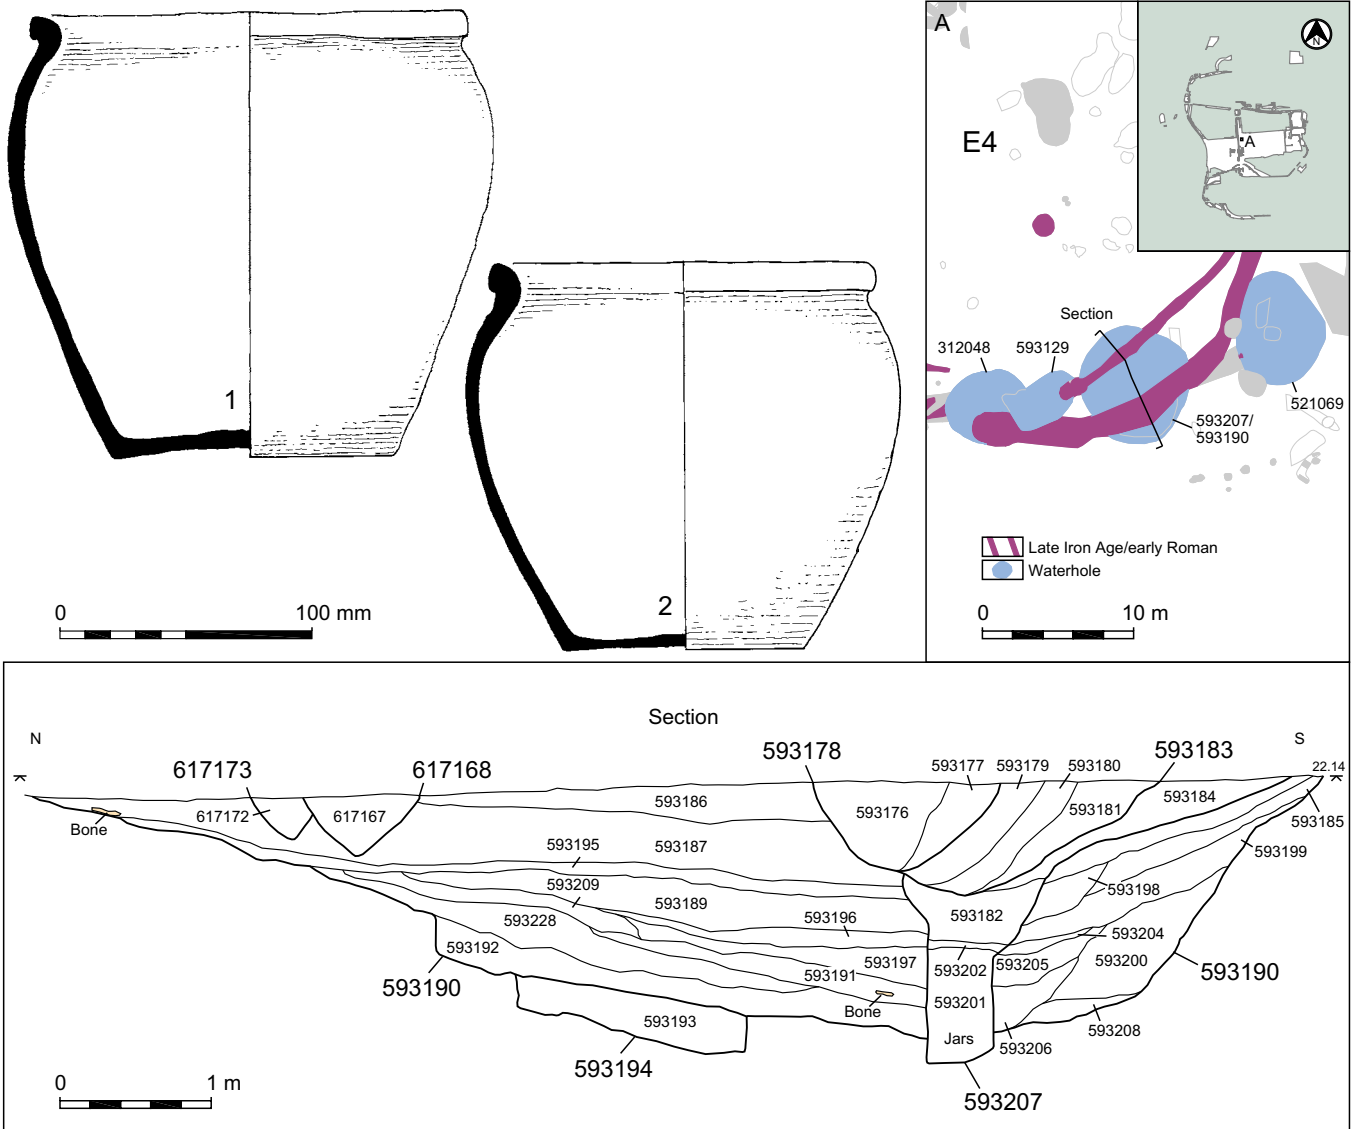 1
2
0 100 mm
A
N
A
E4
Section
312048
593129
521069
593207/
593190
Late Iron Age/early Roman
Waterhole
0 10 m
Section
N
S
22.14
617173
617168
593178
593183
593177
593179
593180
593186
593176
593181
593184
593185
617172
617167
Bone
593195
593187
593199
593209
593189
593198
593182
593228
593196
593204
593192
593197
593202
593205
593200
593190
593191
593190
Bone
593201
593193
Jars
593208
593206
593194
593207
0 1 m